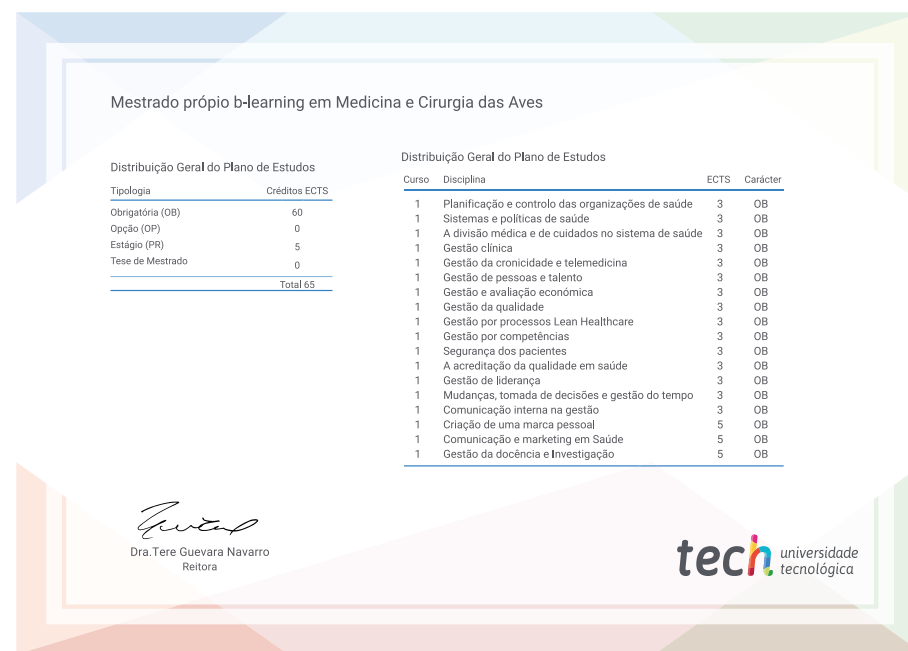 Mestrado própio b-learning em Medicina e Cirurgia das Aves
Distribuição Geral do Plano de Estudos
Tipologia Créditos ECTS
Obrigatória (OB) 60
Opção (OP) 0
Estágio (PR) 5
Tese de Mestrado 0
Total 65
Distribuição Geral do Plano de Estudos
Curso Disciplina ECTS Carácter
1 Planificação e controlo das organizações de saúde 3 OB
1 Sistemas e políticas de saúde 3 OB
1 A divisão médica e de cuidados no sistema de saúde 3 OB
1 Gestão clínica 3 OB
1 Gestão da cronicidade e telemedicina 3 OB
1 Gestão de pessoas e talento 3 OB
1 Gestão e avaliação económica 3 OB
1 Gestão da qualidade 3 OB
1 Gestão por processos Lean Healthcare 3 OB
1 Gestão por competências 3 OB
1 Segurança dos pacientes 3 OB
1 A acreditação da qualidade em saúde 3 OB
1 Gestão de liderança 3 OB
1 Mudanças, tomada de decisões e gestão do tempo 3 OB
1 Comunicação interna na gestão 3 OB
1 Criação de uma marca pessoal 5 OB
1 Comunicação e marketing em Saúde 5 OB
1 Gestão da docência e Investigação 5 OB
Dra.Tere Guevara Navarro
Reitora
tech universidade
tecnológica